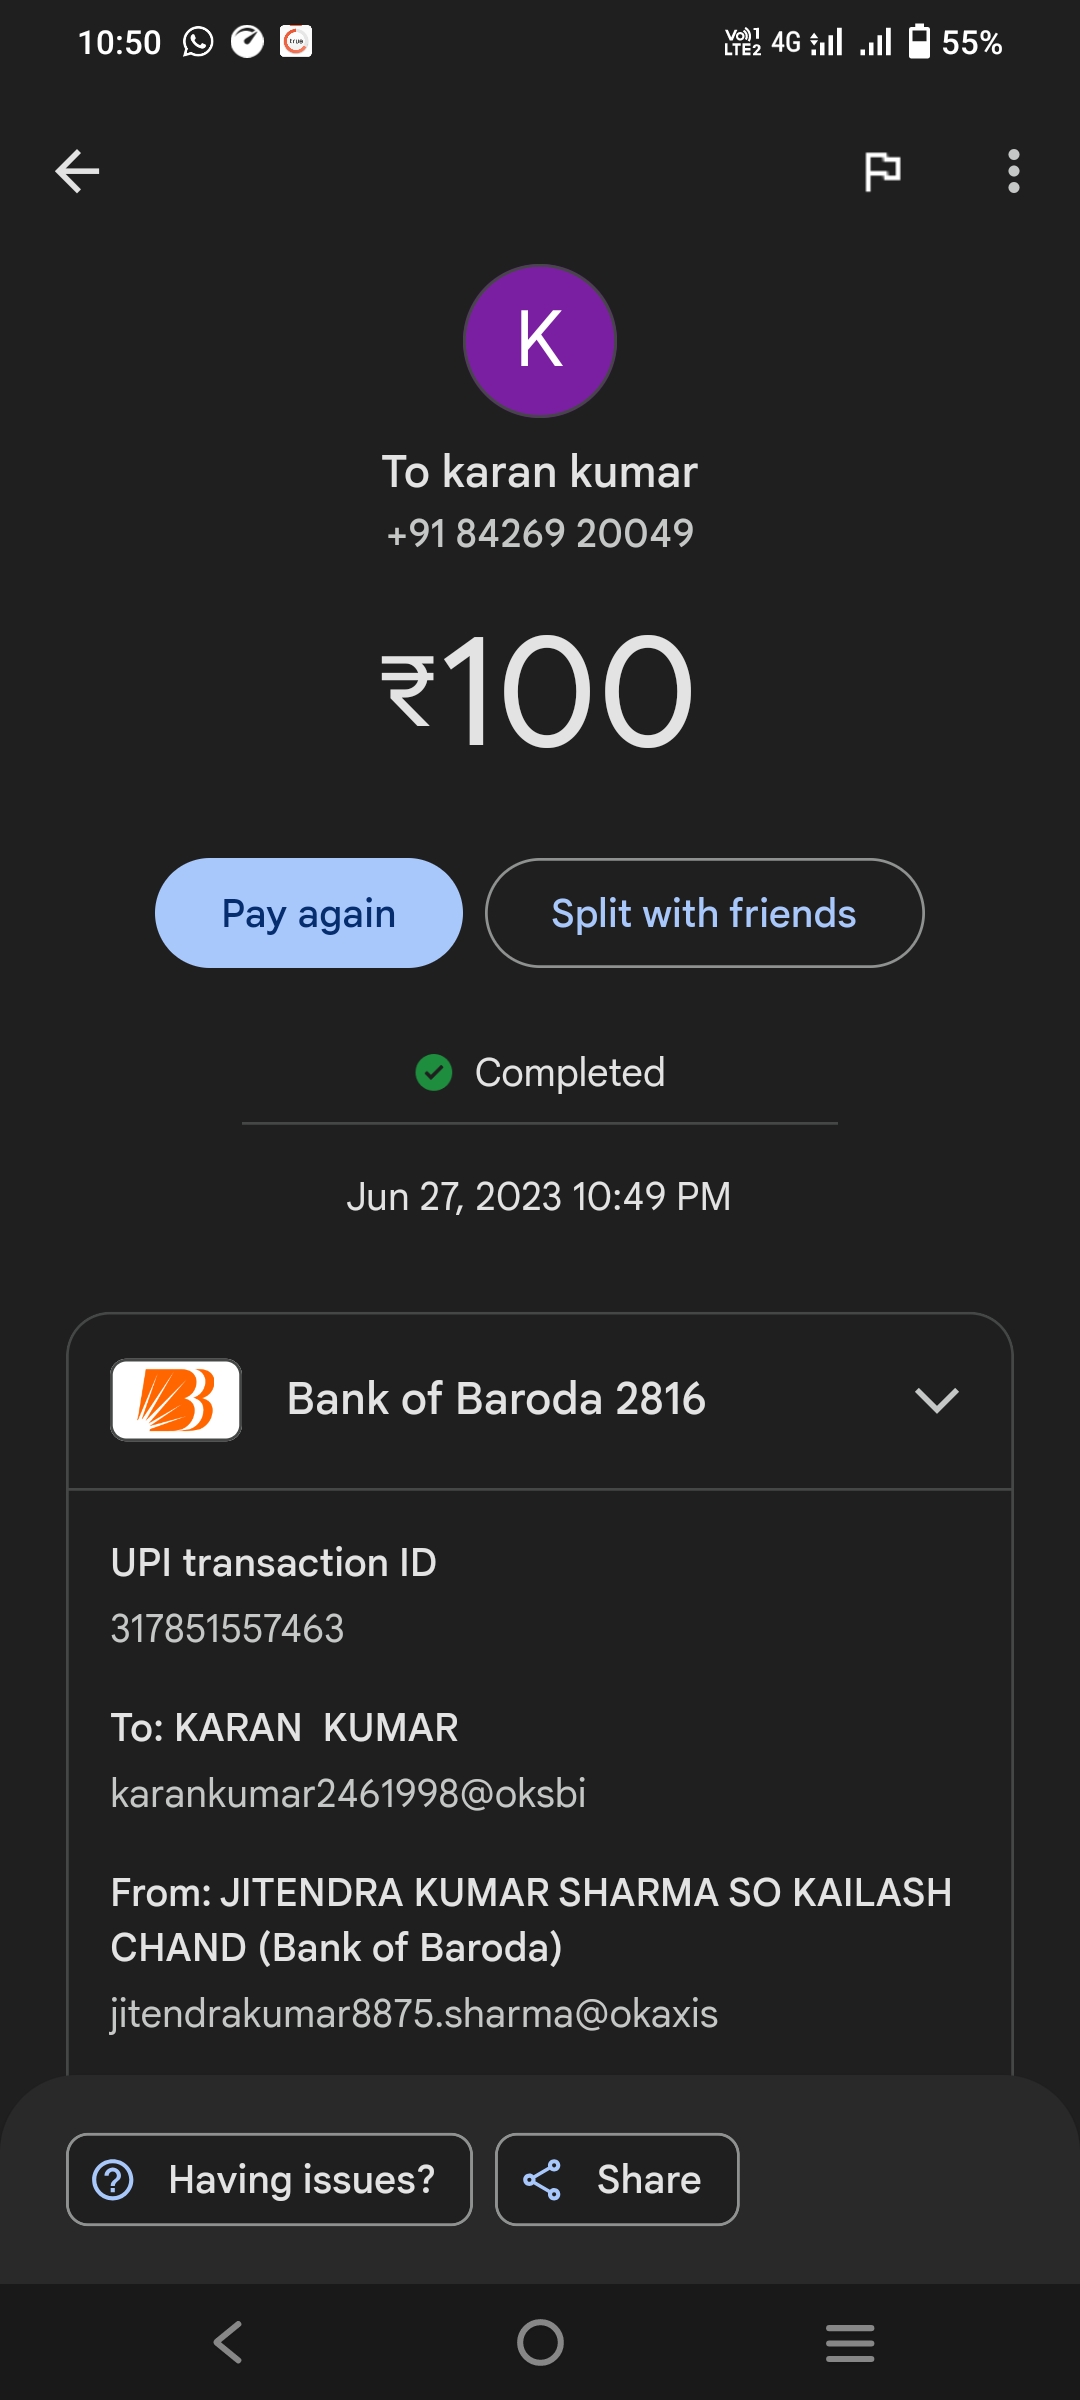 10:50
Vo) 1 LTE2 4G 55%
K
To karan kumar
+91 84269 20049
₹100
Pay again
Split with friends
Completed
Jun 27, 2023 10:49 PM
Bank of Baroda 2816
UPI transaction ID
317851557463
To: KARAN  KUMAR
karankumar2461998@oksbi
From: JITENDRA KUMAR SHARMA SO KAILASH
CHAND (Bank of Baroda)
jitendrakumar8875.sharma@okaxis
Having issues?
Share